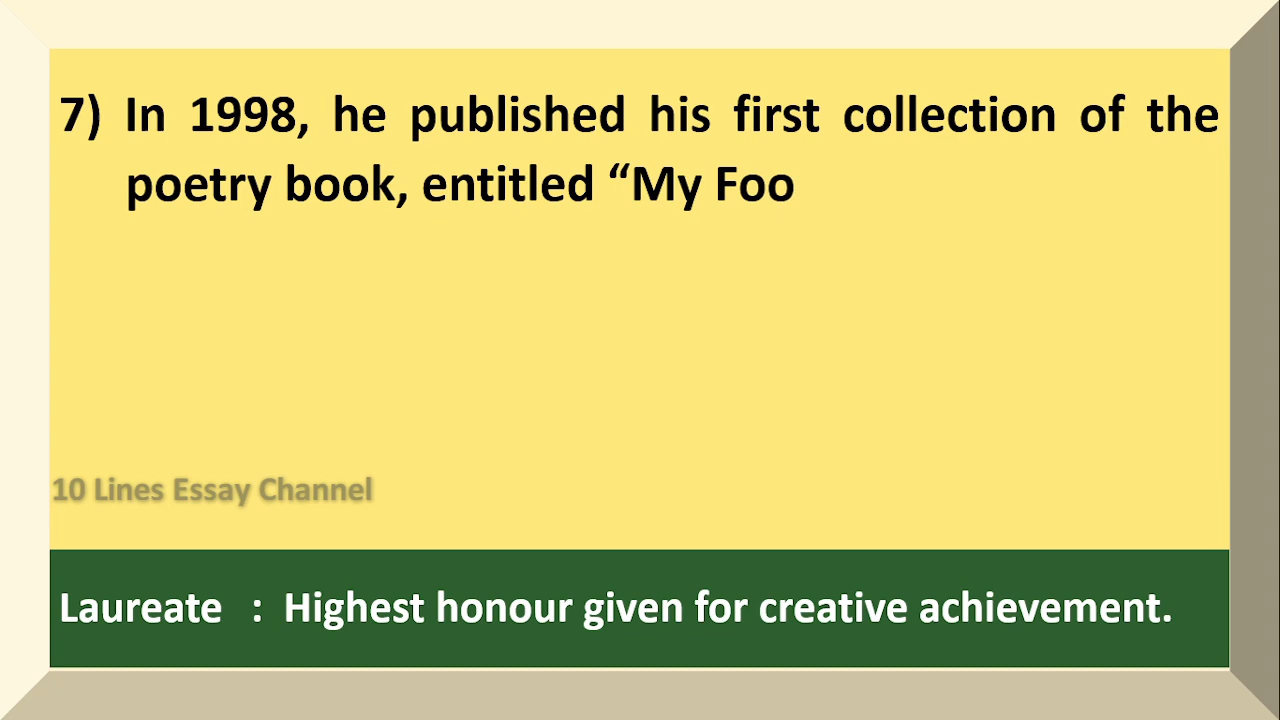 7) In 1998, he published his first collection of the
poetry book, entitled “My Foo
10 Lines Essay Channel
Laureate : Highest honour given for creative achievement.